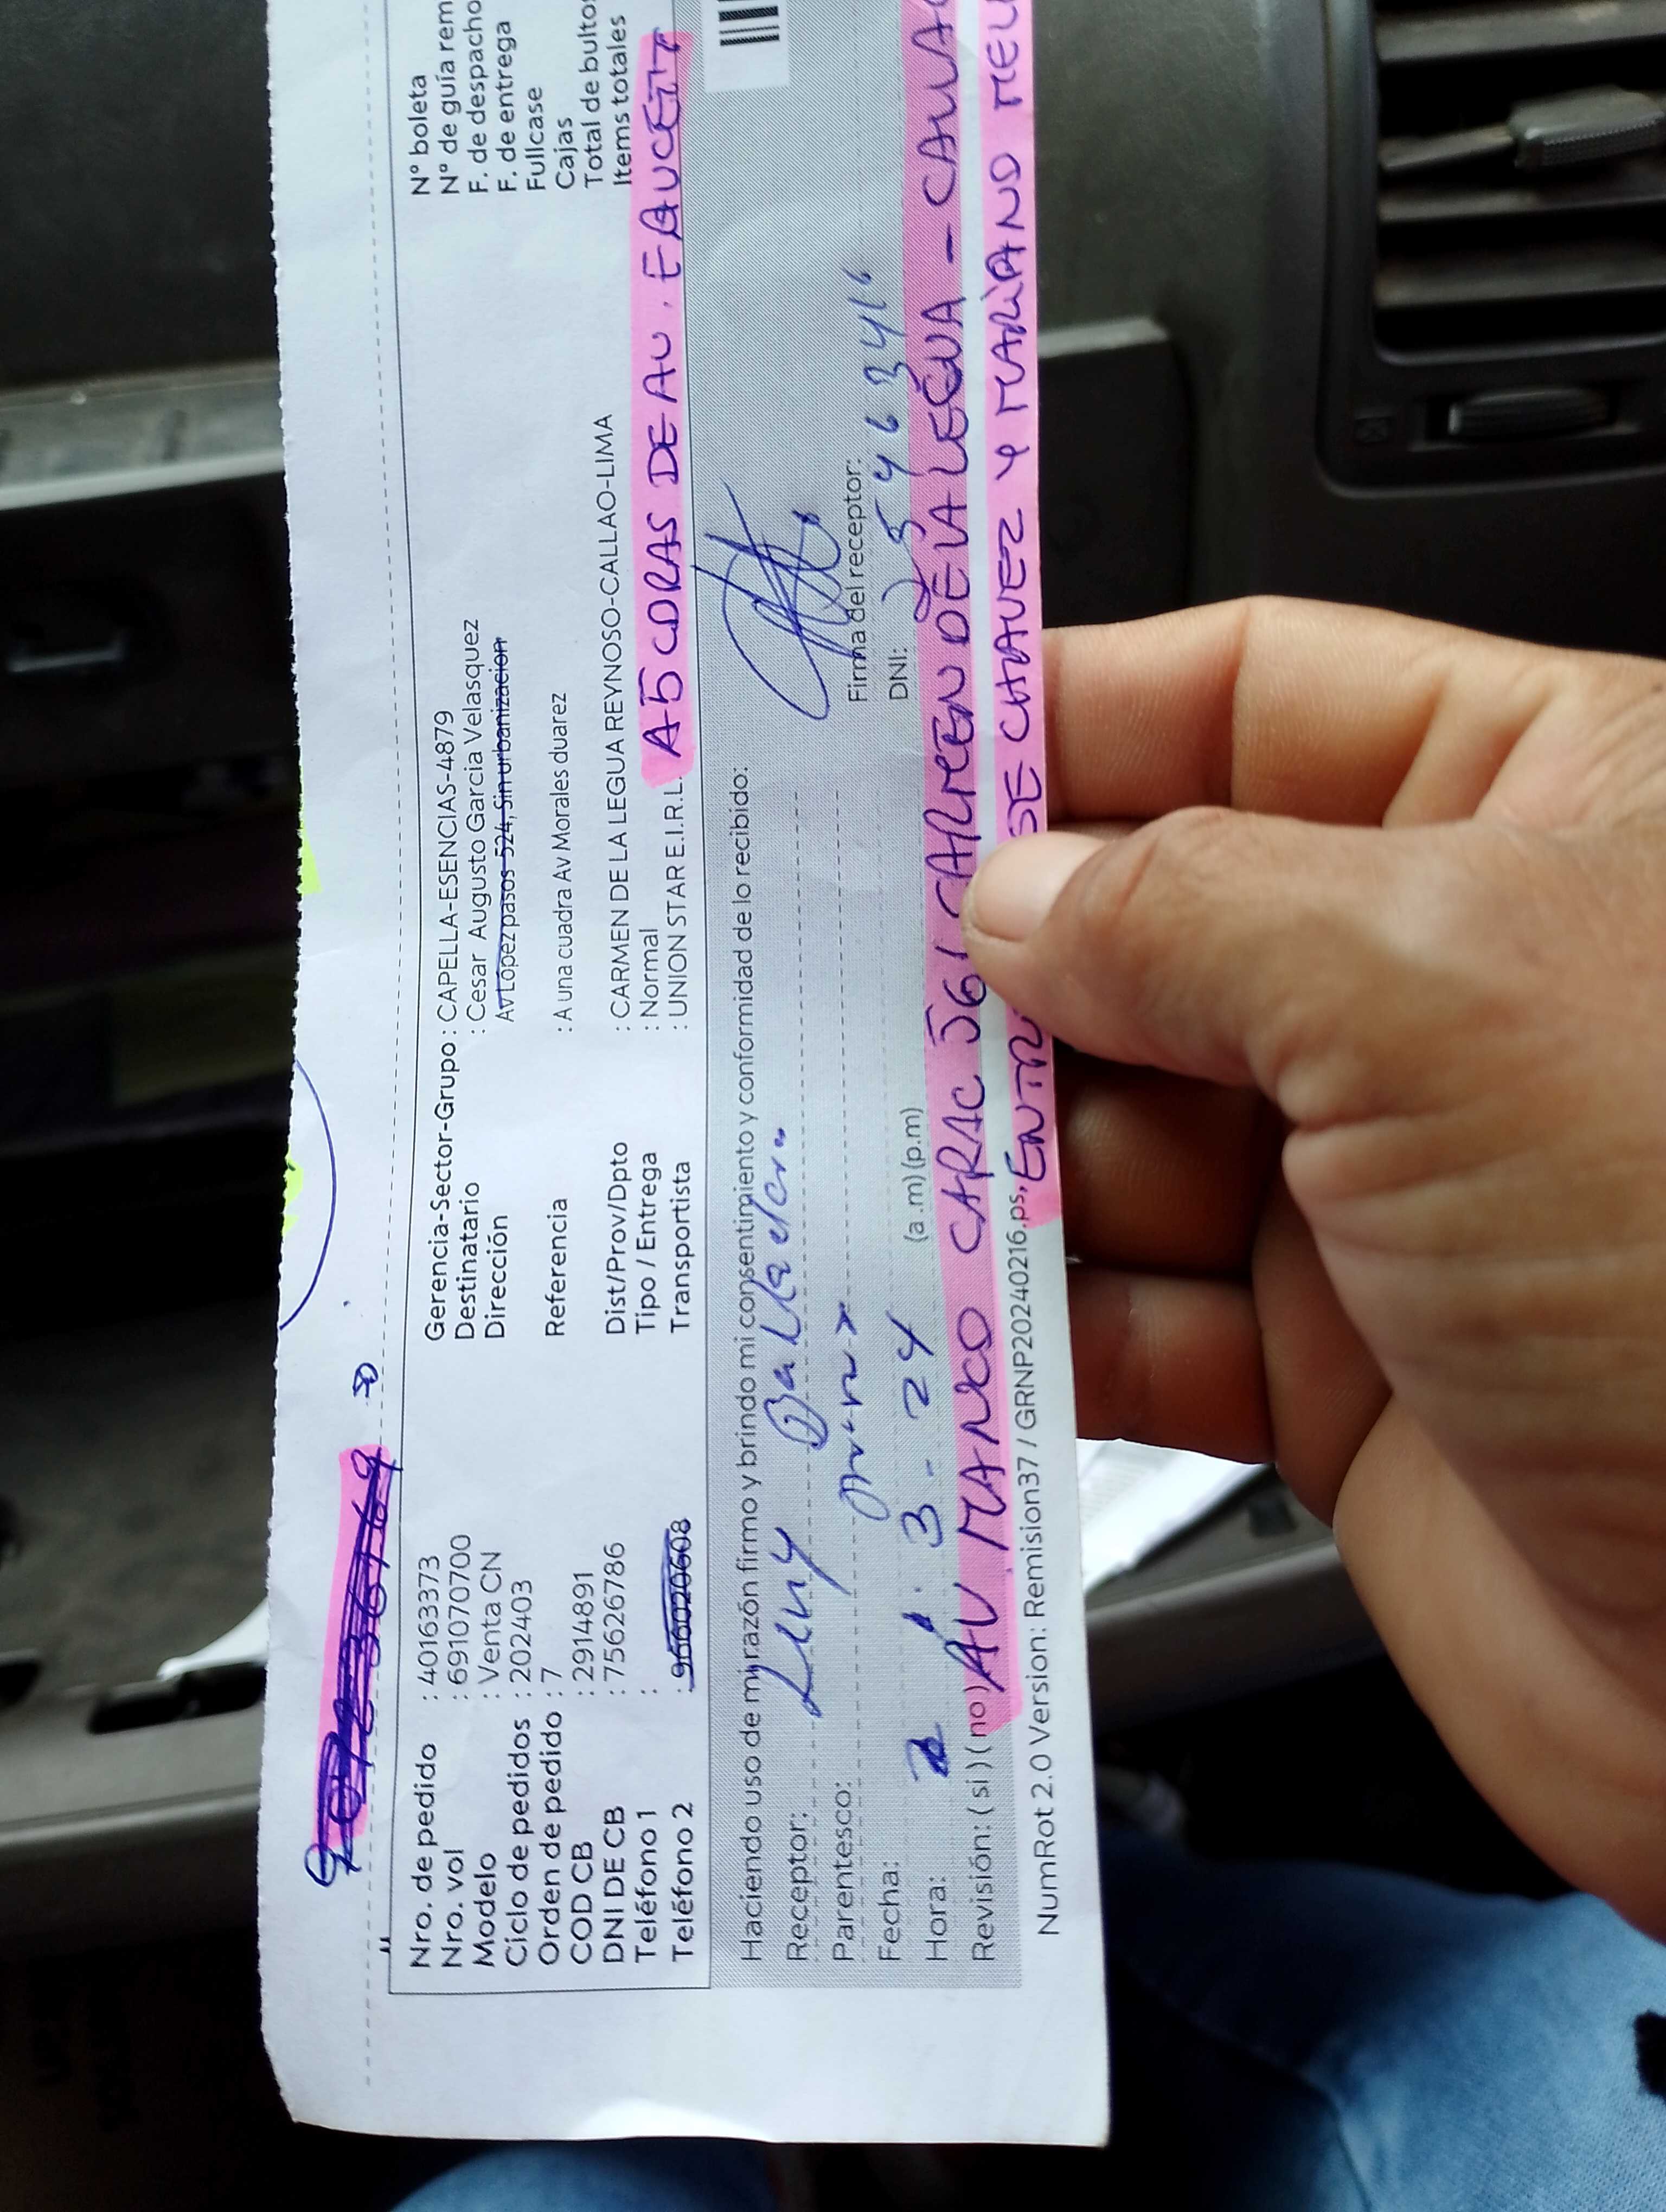 Nro. de pedido : 40163373
Nro. vol : 691070700
Modelo : Venta CN
Ciclo de pedidos : 202403
Orden de pedido : 7
COD CB : 2914891
DNI DE CB : 75626786
Teléfono 1 :
Teléfono 2 : 960020608
Gerencia-Sector-Grupo : CAPELLA-ESENCIAS-4879
Destinatario : Cesar Augusto Garcia Velasquez
Dirección Av López pasos 524, Sin urbanizacion
Referencia : A una cuadra Av Morales duarez
Dist/Prov/Dpto : CARMEN DE LA LEGUA REYNOSO-CALLAO-LIMA
Tipo / Entrega : Normal
Transportista : UNION STAR E.I.R.L.
A 5 CDRAS DE AV. FAUCETT
N° boleta
N° de guía rem
F. de despacho
F. de entrega
Fullcase
Cajas
Total de bultos
Items totales
Haciendo uso de mi razón firmo y brindo mi consentimiento y conformidad de lo recibido:
Receptor: Luny
Parentesco:
Fecha: 3-24
Hora: (a.m)(p.m)
Revisión: (si)(no)
Firma del receptor:
DNI:
AV MANCO CAPAC 561 CARMEN DE LA LEGUA - CALLAO
DE CHAVEZ Y MARIANO MEL
NumRot 2.0 Version: Remision37 / GRNP20240216.ps,